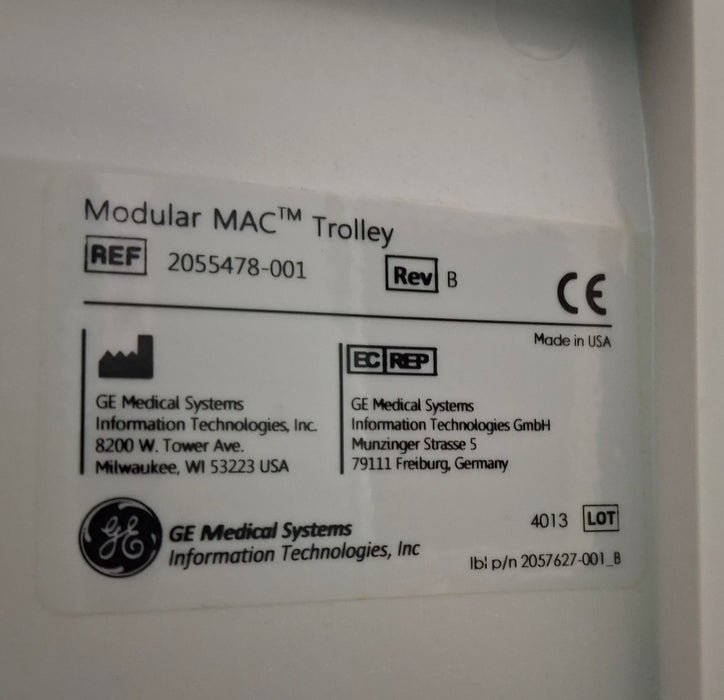 Modular MAC™ Trolley
REF 2055478-001 Rev B
CE
Made in USA
GE Medical Systems
Information Technologies, Inc.
8200 W. Tower Ave.
Milwaukee, WI 53223 USA
EC REP
GE Medical Systems
Information Technologies GmbH
Munzinger Strasse 5
79111 Freiburg, Germany
GE
GE Medical Systems
Information Technologies, Inc
4013 LOT
lbl p/n 2057627-001_B